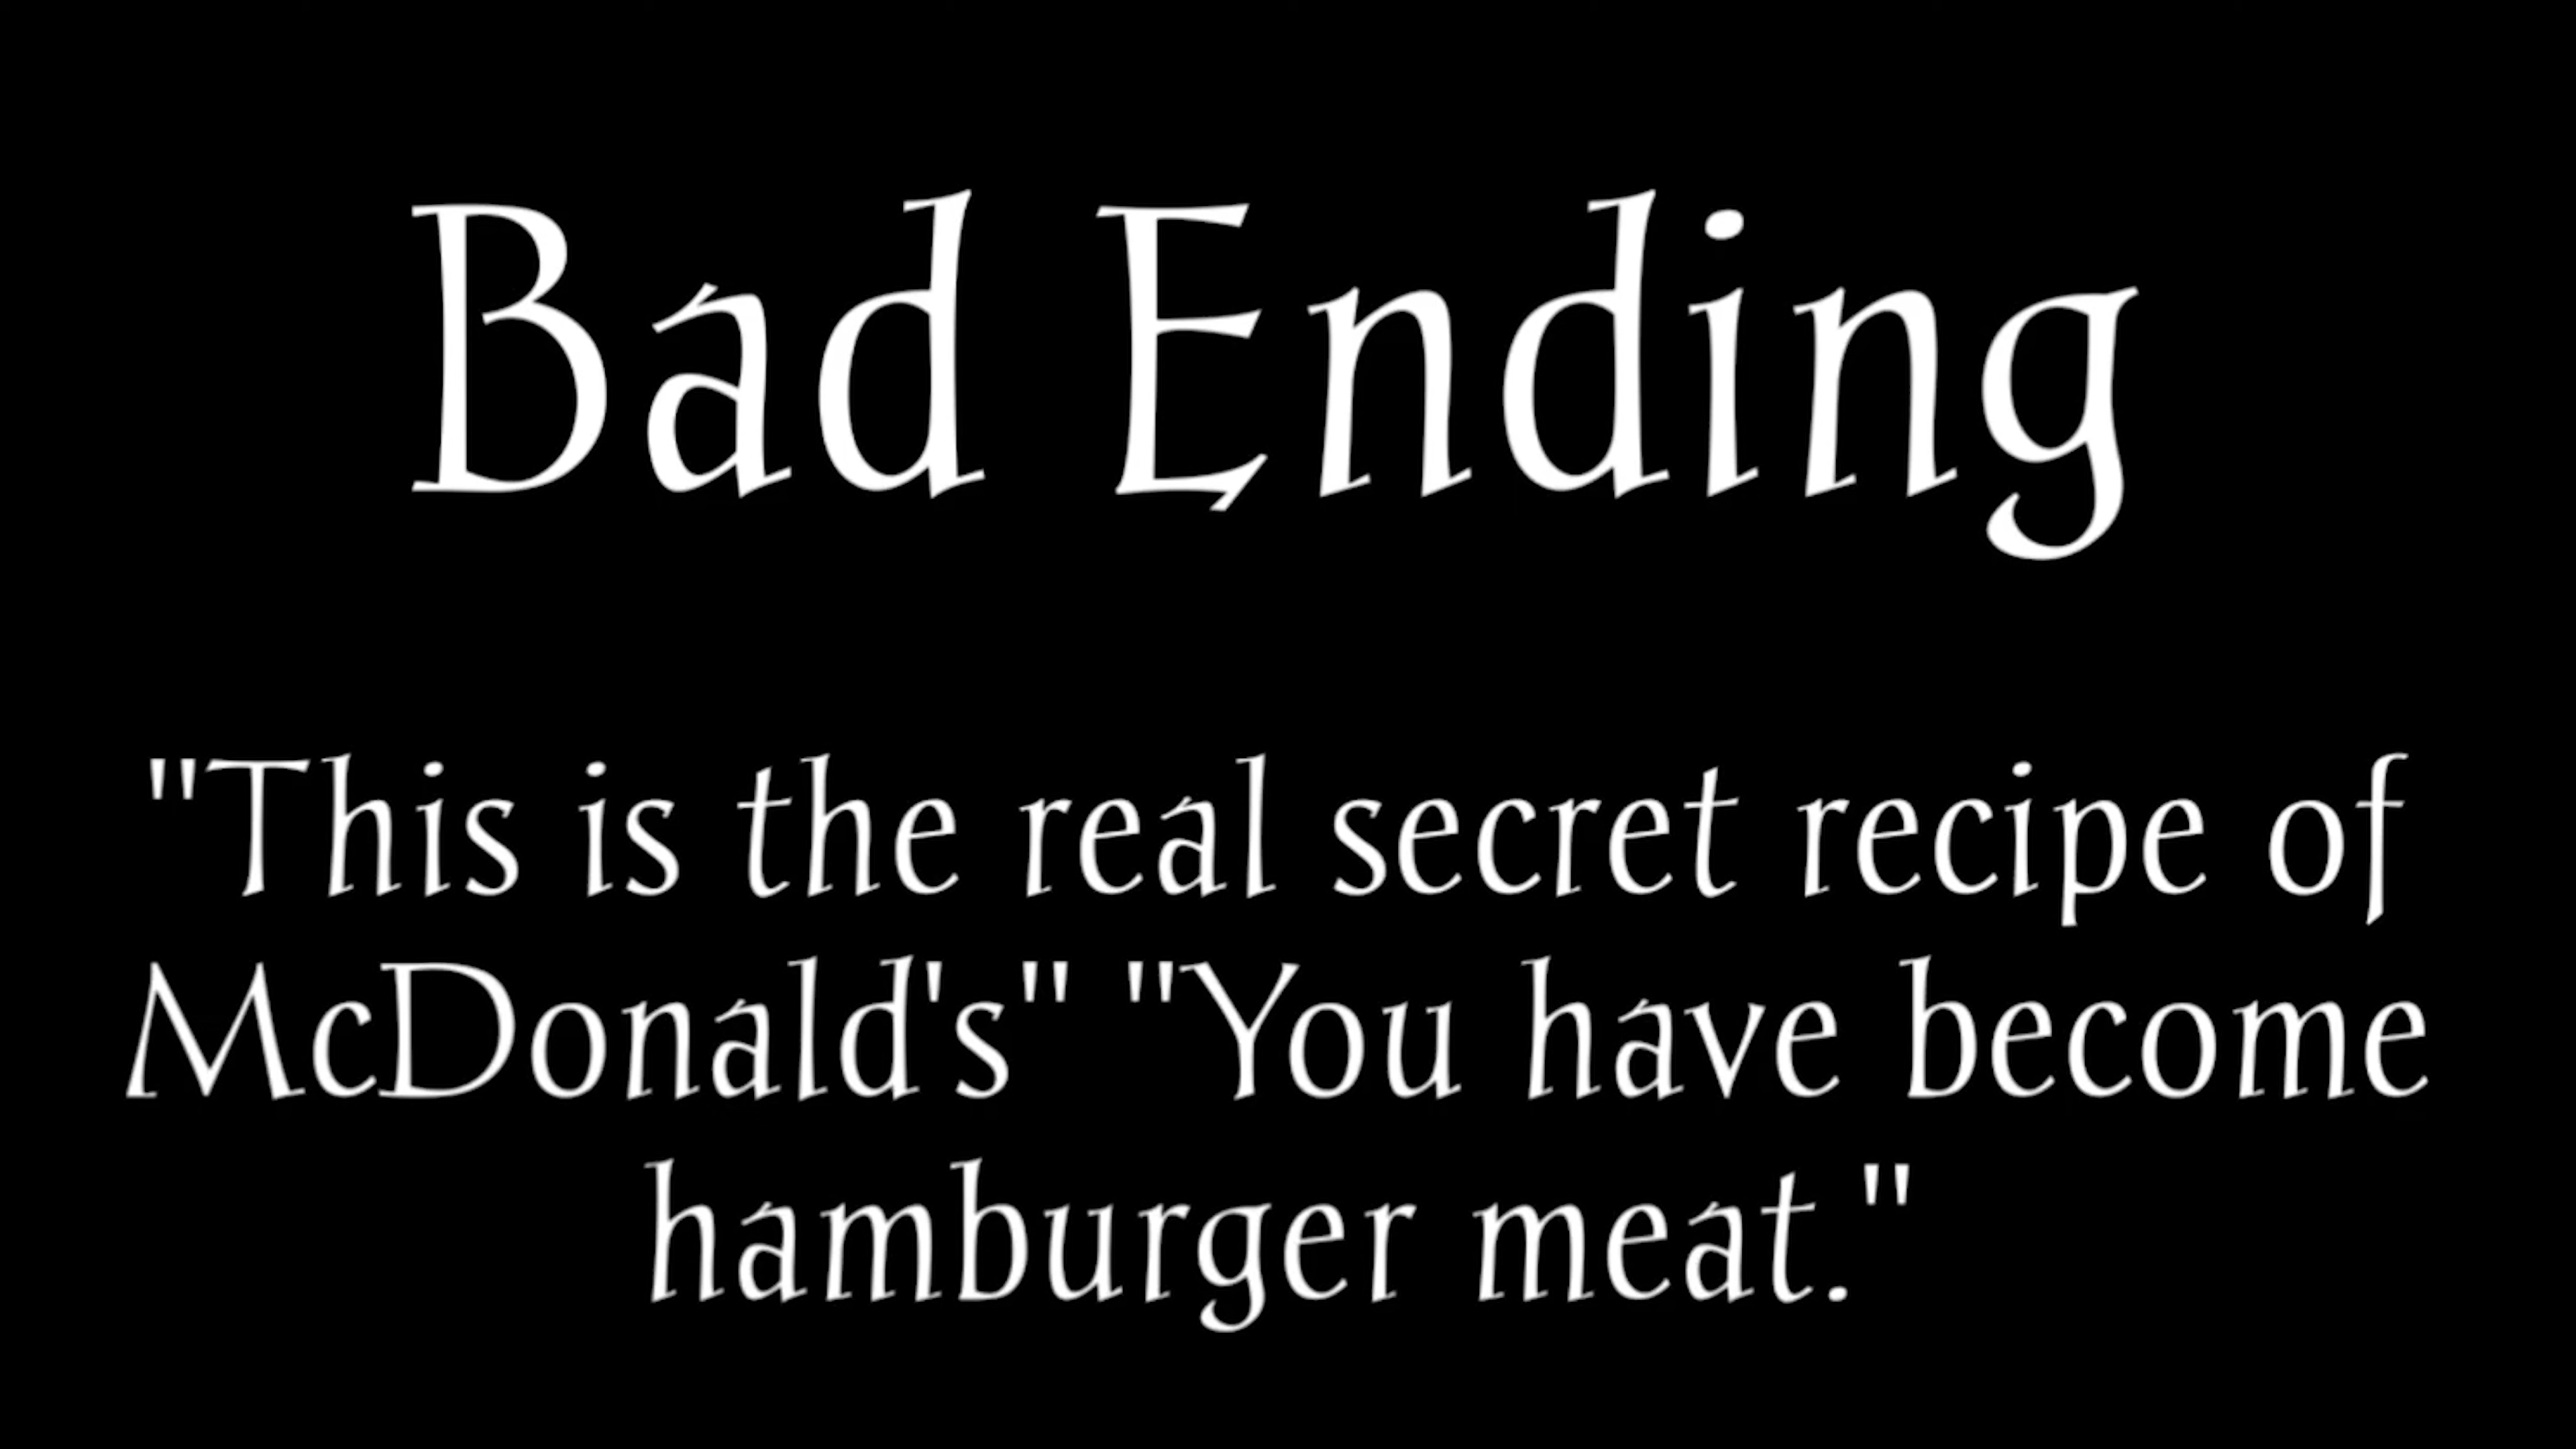 Bad Ending
"This is the real secret recipe of
McDonald's" "You have become
hamburger meat."